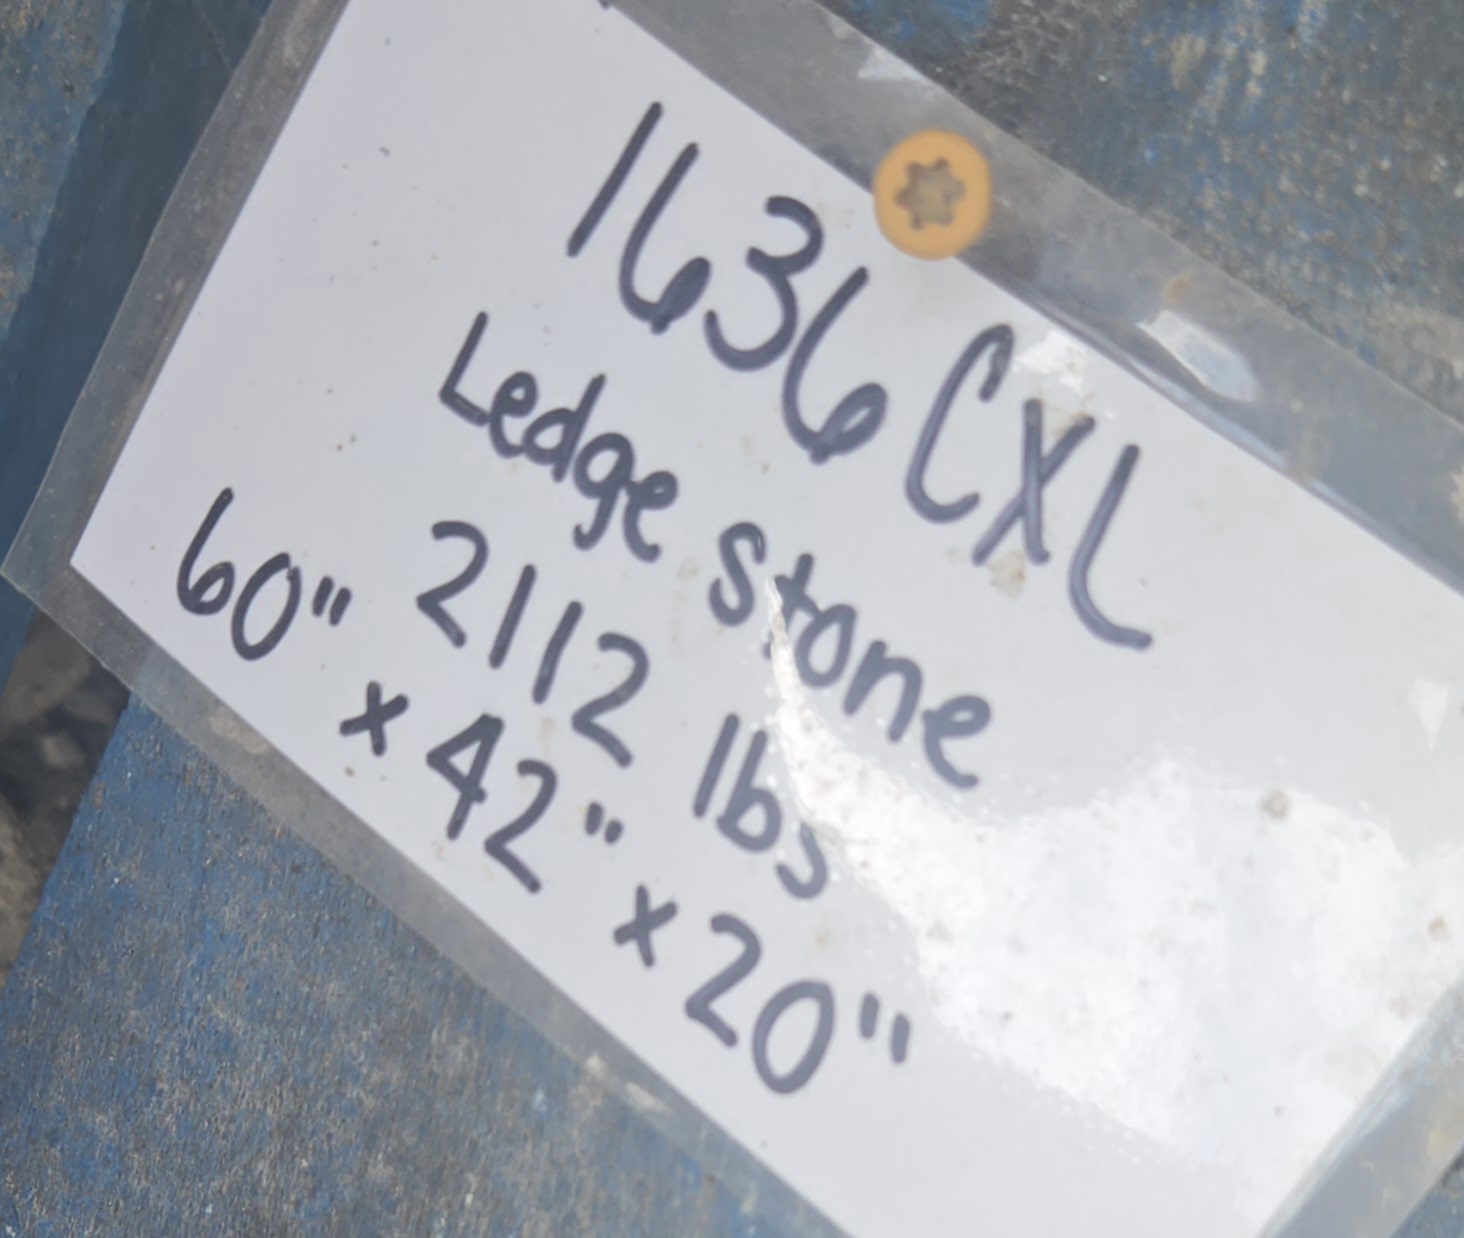 1636 CXL
Ledge Stone
2112 lbs
60" x 42" x 20"